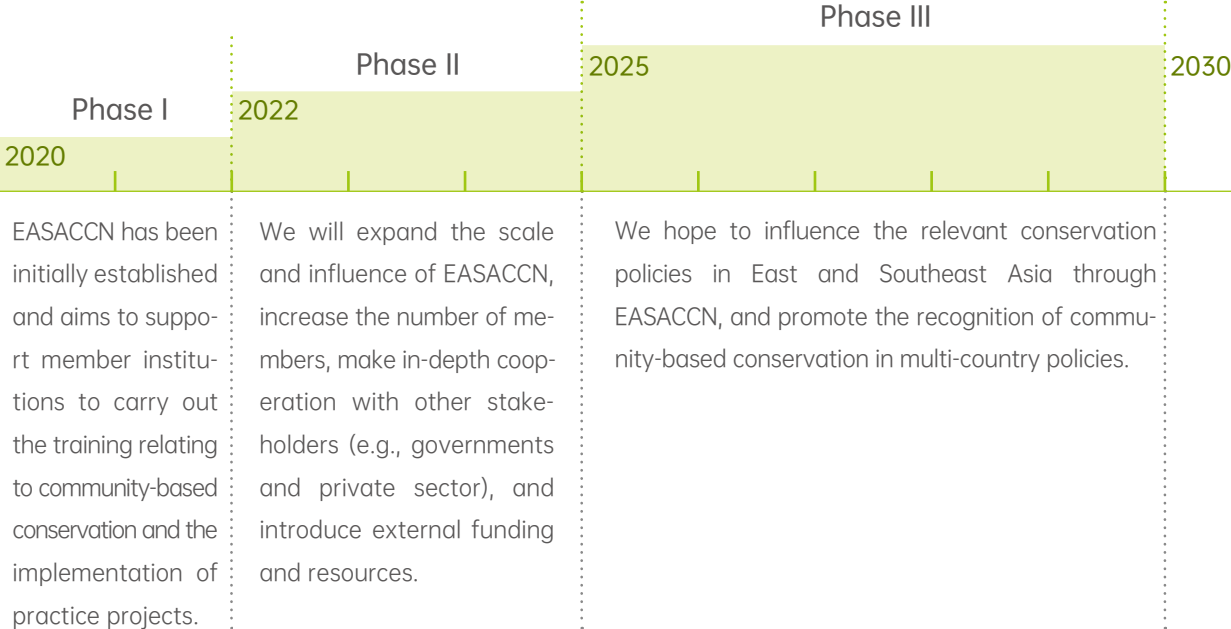 Phase I
2020
EASACCN has been
initially established
and aims to suppo-
rt member institu-
tions to carry out
the training relating
to community-based
conservation and the
implementation of
practice projects.
Phase II
2022
We will expand the scale
and influence of EASACCN,
increase the number of me-
mbers, make in-depth coop-
eration with other stake-
holders (e.g., governments
and private sector), and
introduce external funding
and resources.
Phase III
2025
We hope to influence the relevant conservation
policies in East and Southeast Asia through
EASACCN, and promote the recognition of commu-
nity-based conservation in multi-country policies.
2030